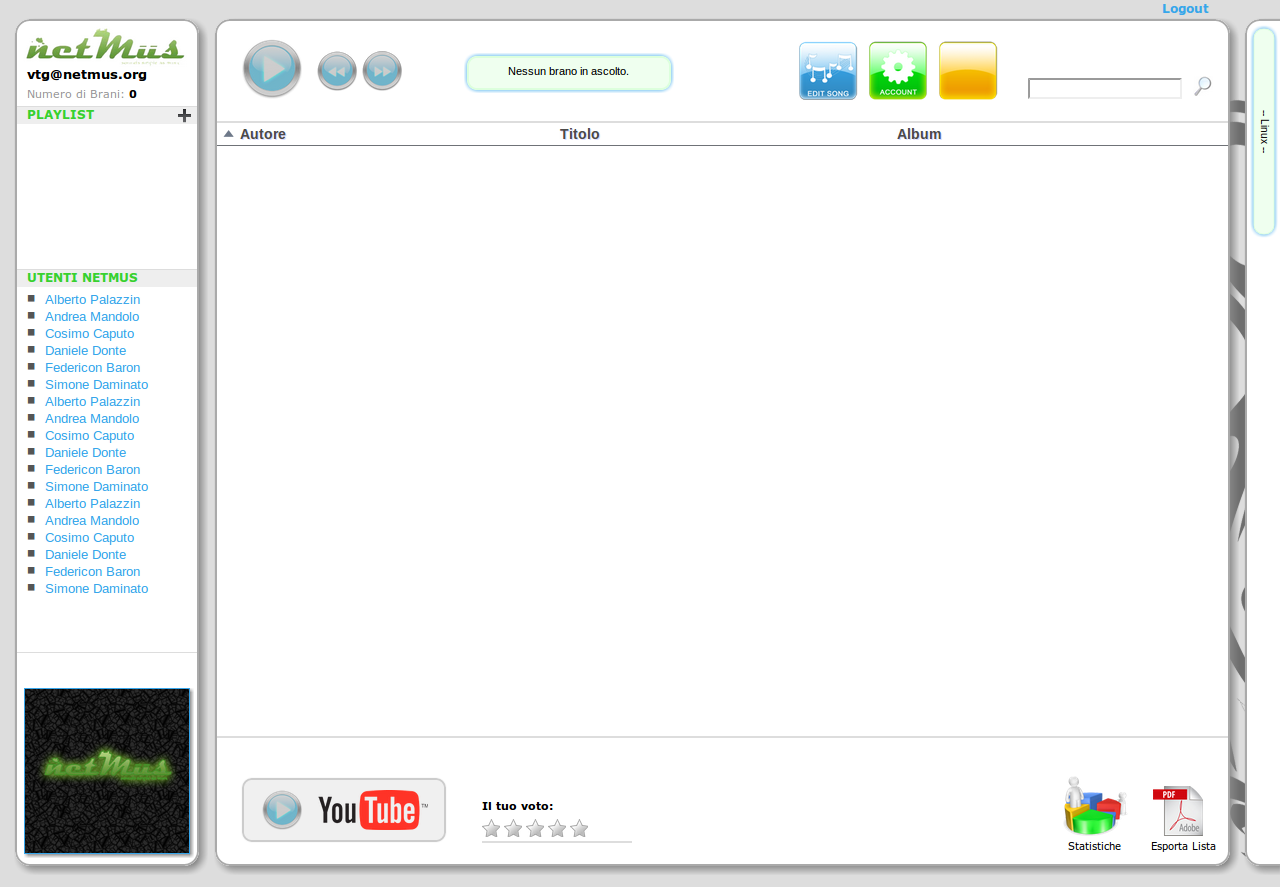 Logout
netMus
vtg@netmus.org
Numero di Brani: 0
PLAYLIST
UTENTI NETMUS
Alberto Palazzin
Andrea Mandolo
Cosimo Caputo
Daniele Donte
Federicon Baron
Simone Daminato
Alberto Palazzin
Andrea Mandolo
Cosimo Caputo
Daniele Donte
Federicon Baron
Simone Daminato
Alberto Palazzin
Andrea Mandolo
Cosimo Caputo
Daniele Donte
Federicon Baron
Simone Daminato
netMus
Nessun brano in ascolto.
EDIT SONG
ACCOUNT
Autore
Titolo
Album
YouTube™
Il tuo voto:
Statistiche
PDF
Adobe
Esporta Lista
-- Linux --